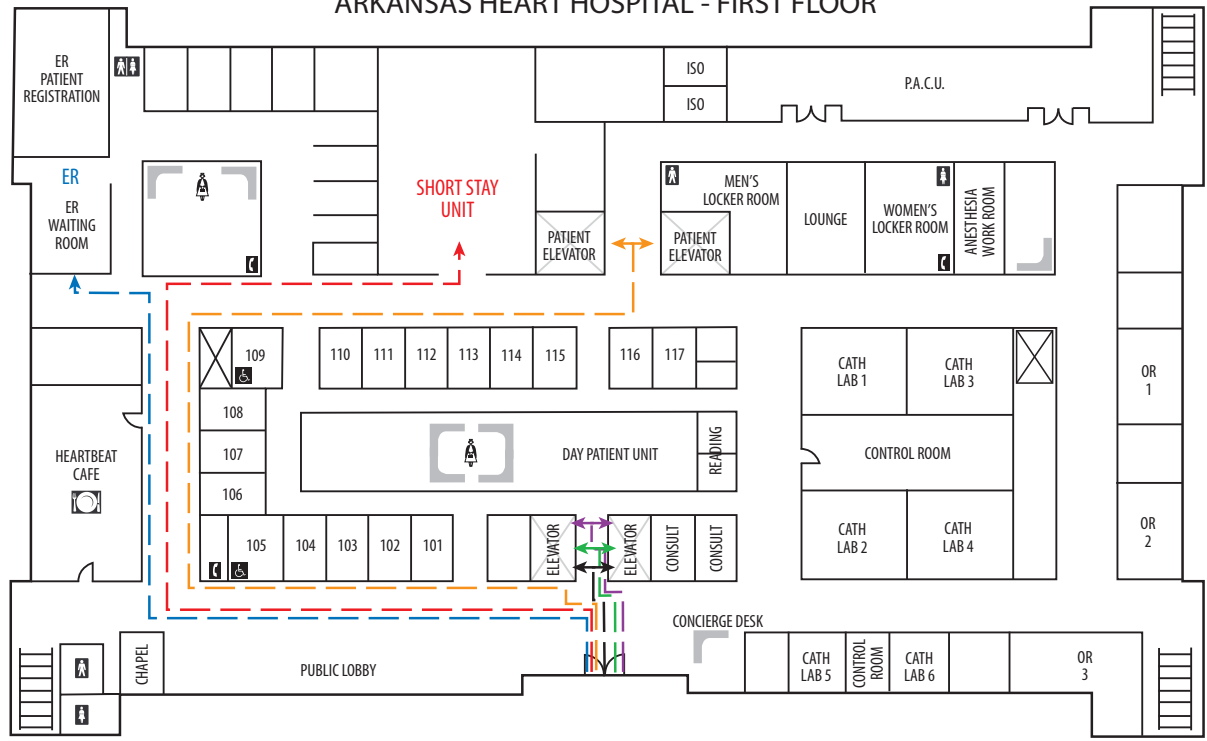 ARKANSAS HEART HOSPITAL - FIRST FLOOR
ER
PATIENT
REGISTRATION
ISO
ISO
P.A.C.U.
ER
ER
WAITING
ROOM
SHORT STAY
UNIT
PATIENT
ELEVATOR
MEN'S
LOCKER ROOM
PATIENT
ELEVATOR
LOUNGE
WOMEN'S
LOCKER ROOM
ANESTHESIA
WORK ROOM
109
110
111
112
113
114
115
116
117
CATH
LAB 1
CATH
LAB 3
OR
1
108
107
106
HEARTBEAT
CAFE
DAY PATIENT UNIT
READING
CONTROL ROOM
105
104
103
102
101
ELEVATOR
ELEVATOR
CONSULT
CONSULT
CATH
LAB 2
CATH
LAB 4
OR
2
CONCIERGE DESK
CHAPEL
PUBLIC LOBBY
CATH
LAB 5
CONTROL
ROOM
CATH
LAB 6
OR
3